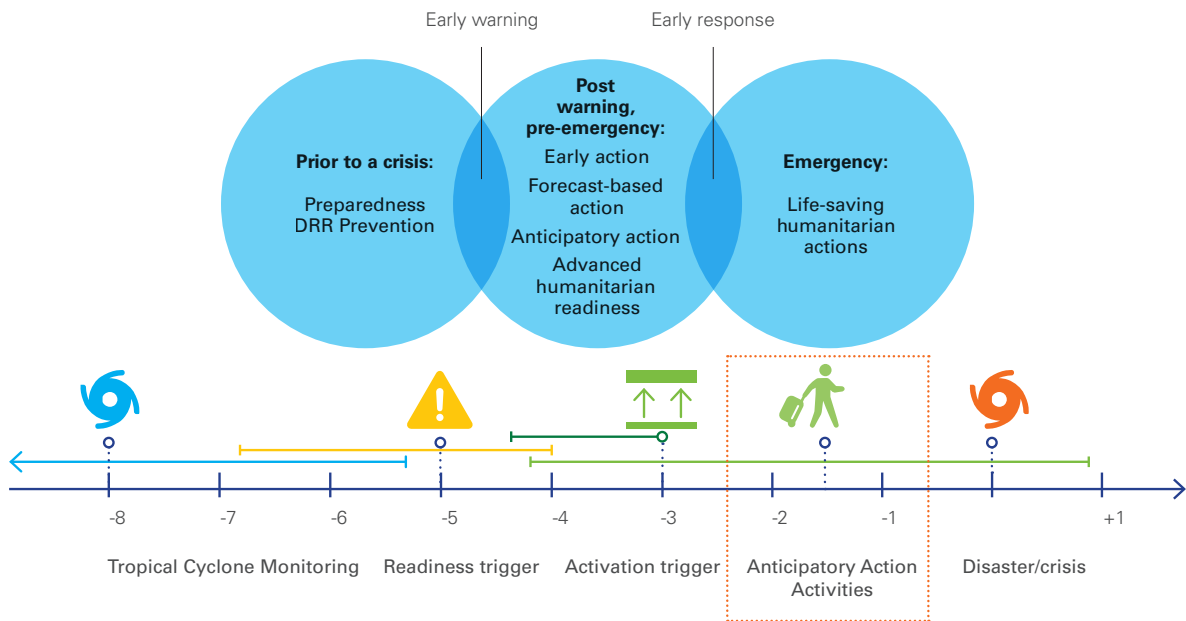 Early warning
Early response
Prior to a crisis:
Preparedness
DRR Prevention
Post
warning,
pre-emergency:
Early action
Forecast-based
action
Anticipatory action
Advanced
humanitarian
readiness
Emergency:
Life-saving
humanitarian
actions
-8
-7
-6
-5
-4
-3
-2
-1
+1
Tropical Cyclone Monitoring
Readiness trigger
Activation trigger
Anticipatory Action
Activities
Disaster/crisis